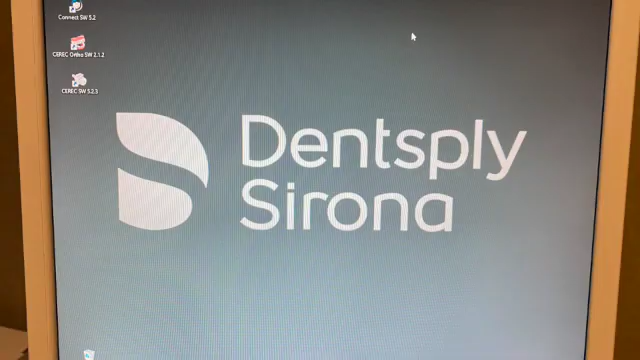 Connect SW 5.2
CEREC Ortho SW 2.1.2
CEREC SW 5.2.3
Dentsply
Sirona